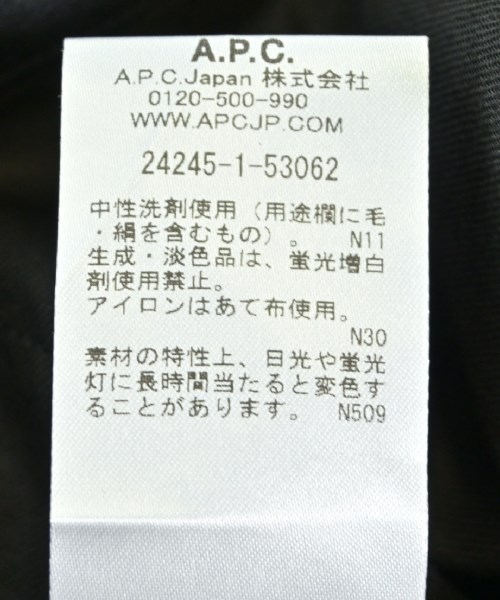 A.P.C.
A.P.C.Japan 株式会社
0120-500-990
WWW.APCJP.COM
24245-1-53062
中性洗剤使用（用途欄に毛
・絹を含むもの）。 N11
生成・淡色品は、蛍光増白
剤使用禁止。
アイロンはあて布使用。
N30
素材の特性上、日光や蛍光
灯に長時間当たると変色す
ることがあります。 N509